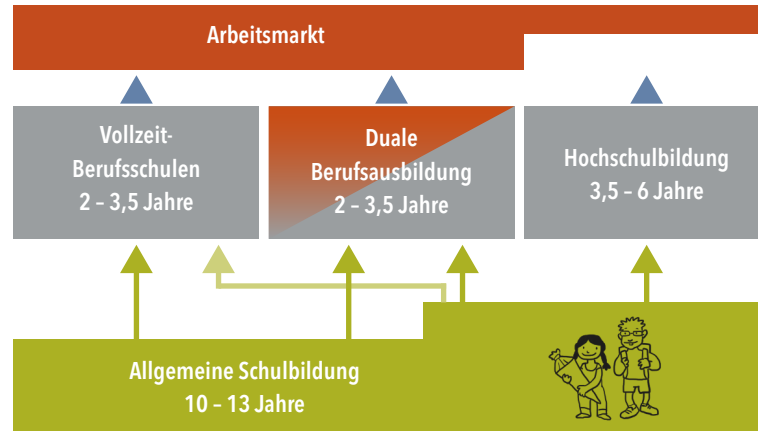 Arbeitsmarkt
Vollzeit-
Berufsschulen
2 – 3,5 Jahre
Duale
Berufsausbildung
2 – 3,5 Jahre
Hochschulbildung
3,5 – 6 Jahre
Allgemeine Schulbildung
10 – 13 Jahre